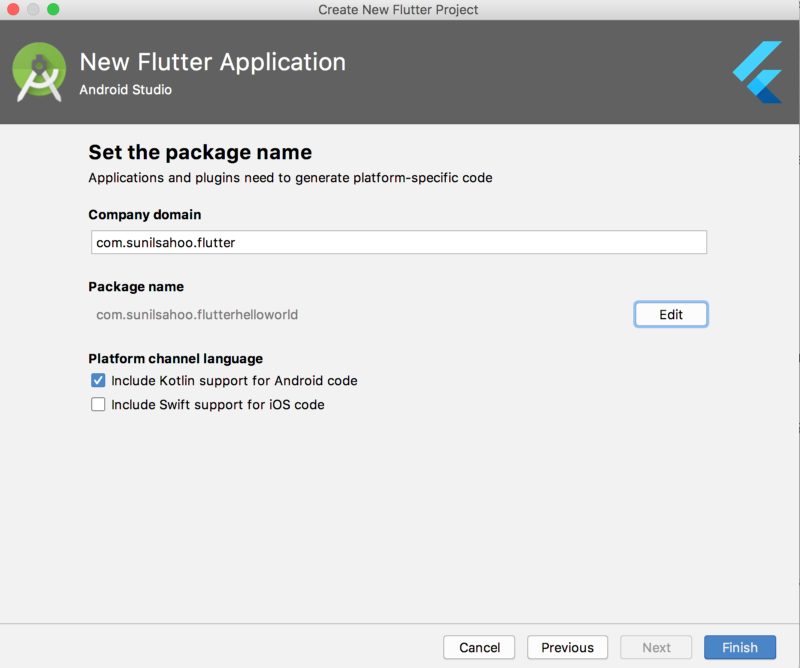 Create New Flutter Project
New Flutter Application
Android Studio
Set the package name
Applications and plugins need to generate platform-specific code
Company domain
com.sunilsahoo.flutter
Package name
com.sunilsahoo.flutterhelloworld
Edit
Platform channel language
Include Kotlin support for Android code
Include Swift support for iOS code
Cancel
Previous
Next
Finish